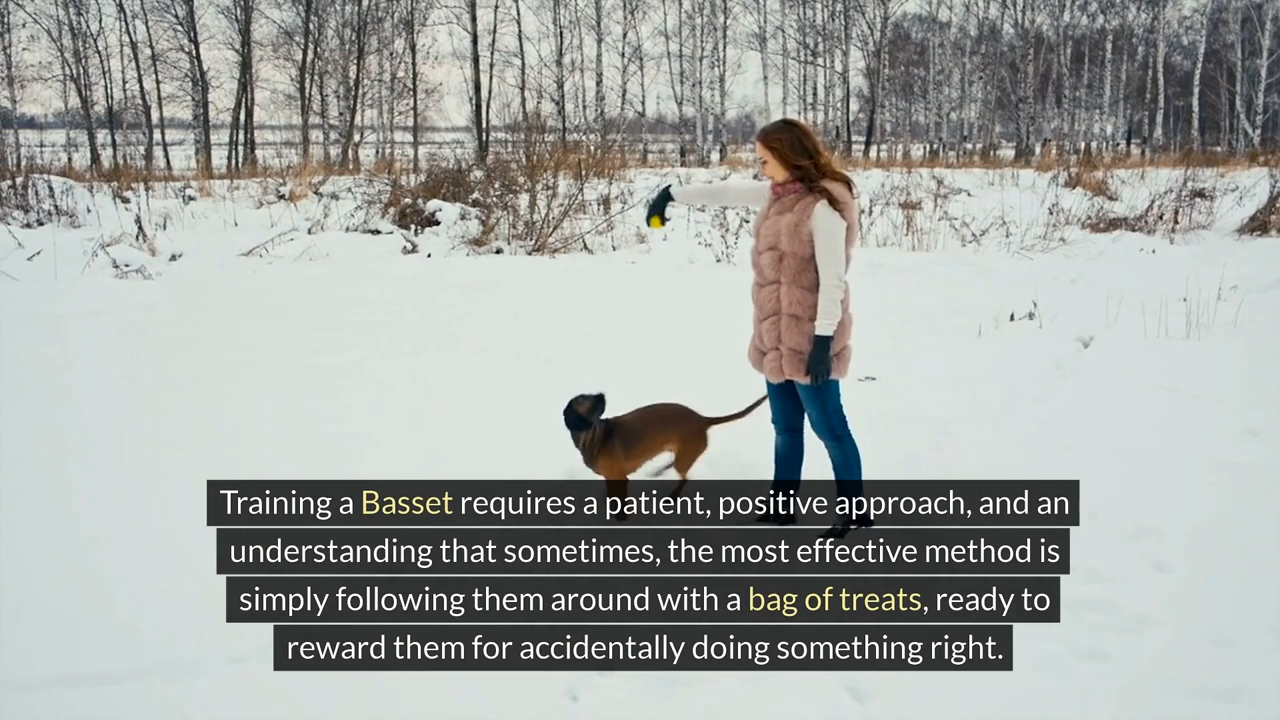 Training a Basset requires a patient, positive approach, and an
understanding that sometimes, the most effective method is
simply following them around with a bag of treats, ready to
reward them for accidentally doing something right.